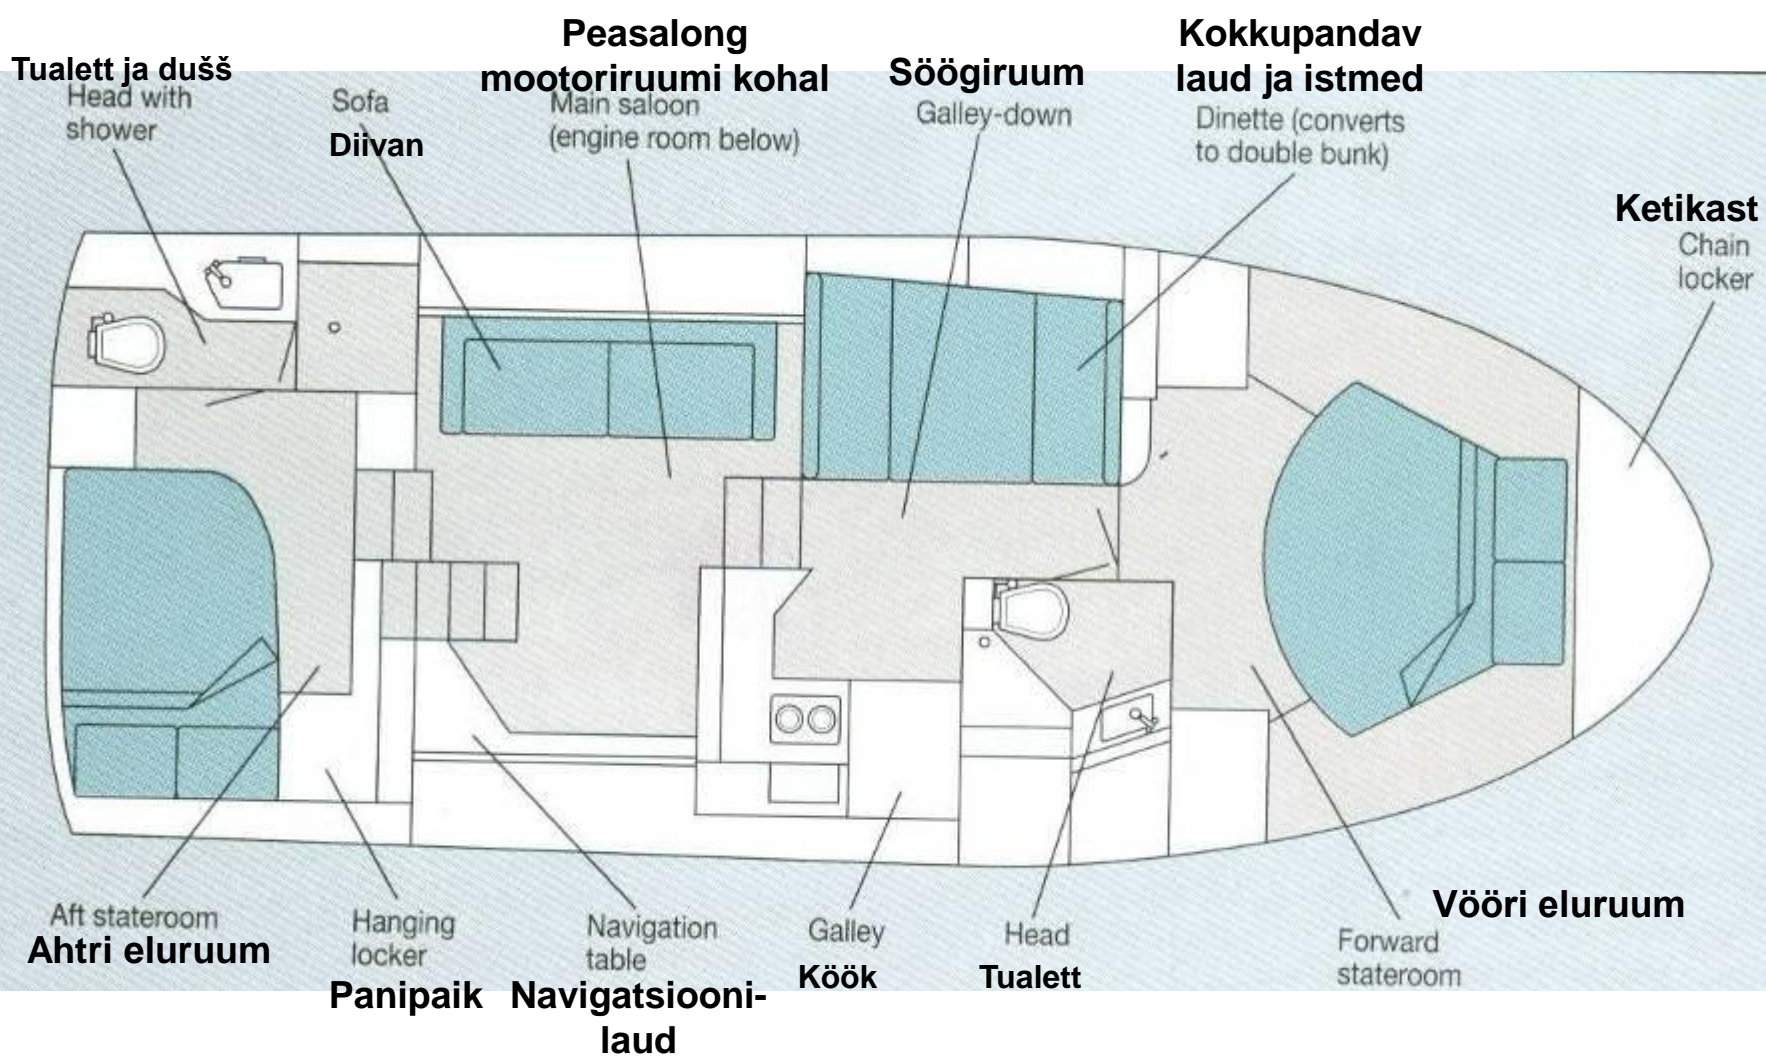 Tualett ja dušš
Head with
shower
Sofa
Diivan
Peasalong
mootoriruumi kohal
Main saloon
(engine room below)
Söögiruum
Galley-down
Kokkupandav
laud ja istmed
Dinette (converts
to double bunk)
Ketikast
Chain
locker
Aft stateroom
Ahtri eluruum
Hanging
locker
Panipaik
Navigation
table
Navigatsiooni-
laud
Galley
Köök
Head
Tualett
Vööri eluruum
Forward
stateroom